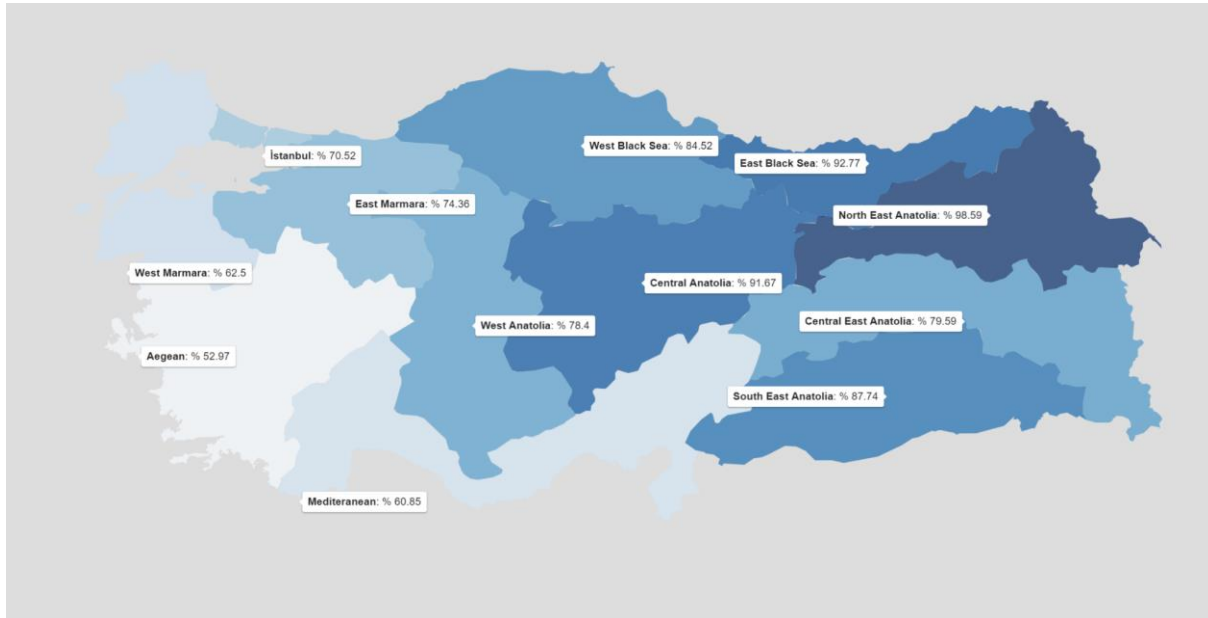 West Black Sea: % 84.52
İstanbul: % 70.52
East Black Sea: % 92.77
East Marmara: % 74.36
North East Anatolia: % 98.59
West Marmara: % 62.5
Central Anatolia: % 91.67
West Anatolia: % 78.4
Central East Anatolia: % 79.59
Aegean: % 52.97
South East Anatolia: % 87.74
Mediteranean: % 60.85